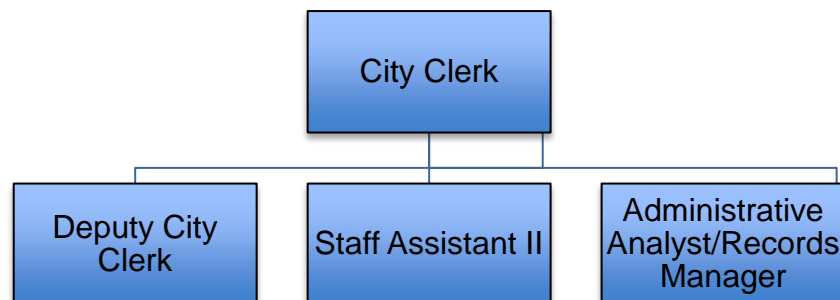 City Clerk
Deputy City
Clerk
Staff Assistant II
Administrative
Analyst/Records
Manager